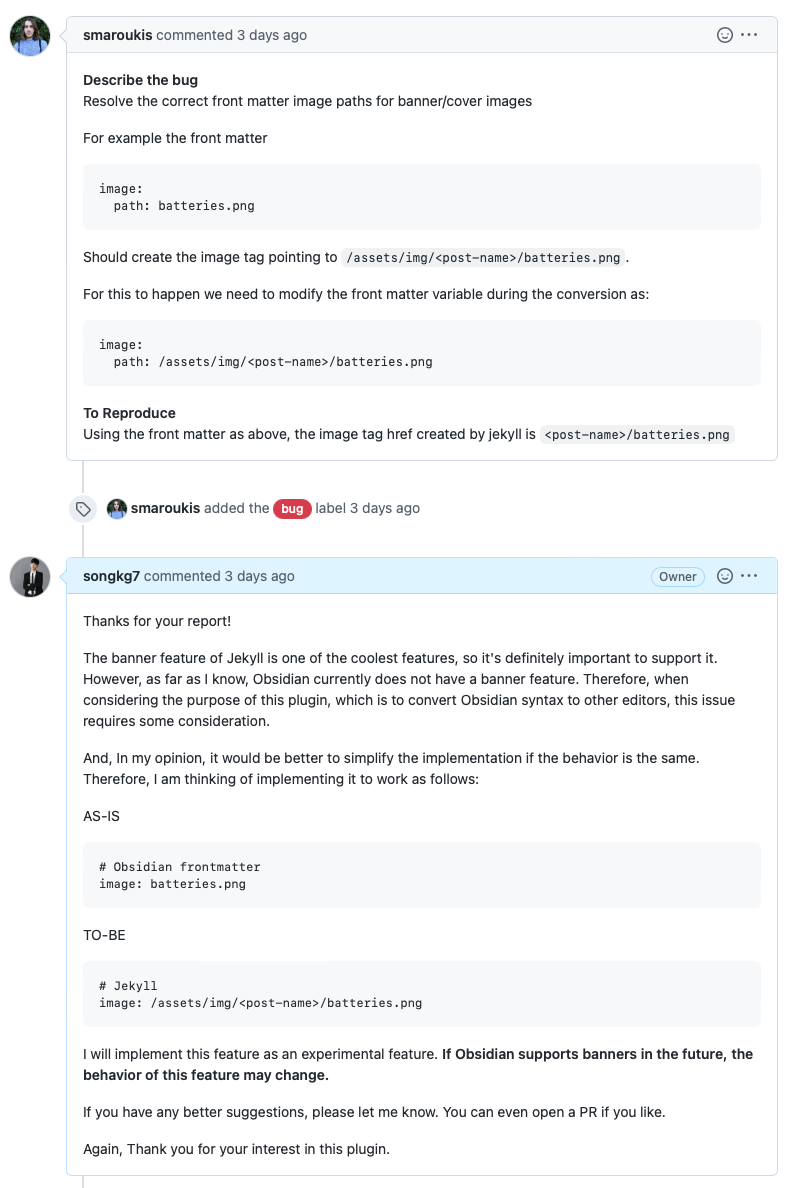 smaroukis commented 3 days ago
Describe the bug
Resolve the correct front matter image paths for banner/cover images
For example the front matter
image:
  path: batteries.png
Should create the image tag pointing to /assets/img/<post-name>/batteries.png .
For this to happen we need to modify the front matter variable during the conversion as:
image:
  path: /assets/img/<post-name>/batteries.png
To Reproduce
Using the front matter as above, the image tag href created by jekyll is <post-name>/batteries.png
smaroukis added the bug label 3 days ago
songkg7 commented 3 days ago Owner
Thanks for your report!
The banner feature of Jekyll is one of the coolest features, so it's definitely important to support it.
However, as far as I know, Obsidian currently does not have a banner feature. Therefore, when
considering the purpose of this plugin, which is to convert Obsidian syntax to other editors, this issue
requires some consideration.
And, In my opinion, it would be better to simplify the implementation if the behavior is the same.
Therefore, I am thinking of implementing it to work as follows:
AS-IS
# Obsidian frontmatter
image: batteries.png
TO-BE
# Jekyll
image: /assets/img/<post-name>/batteries.png
I will implement this feature as an experimental feature. If Obsidian supports banners in the future, the
behavior of this feature may change.
If you have any better suggestions, please let me know. You can even open a PR if you like.
Again, Thank you for your interest in this plugin.